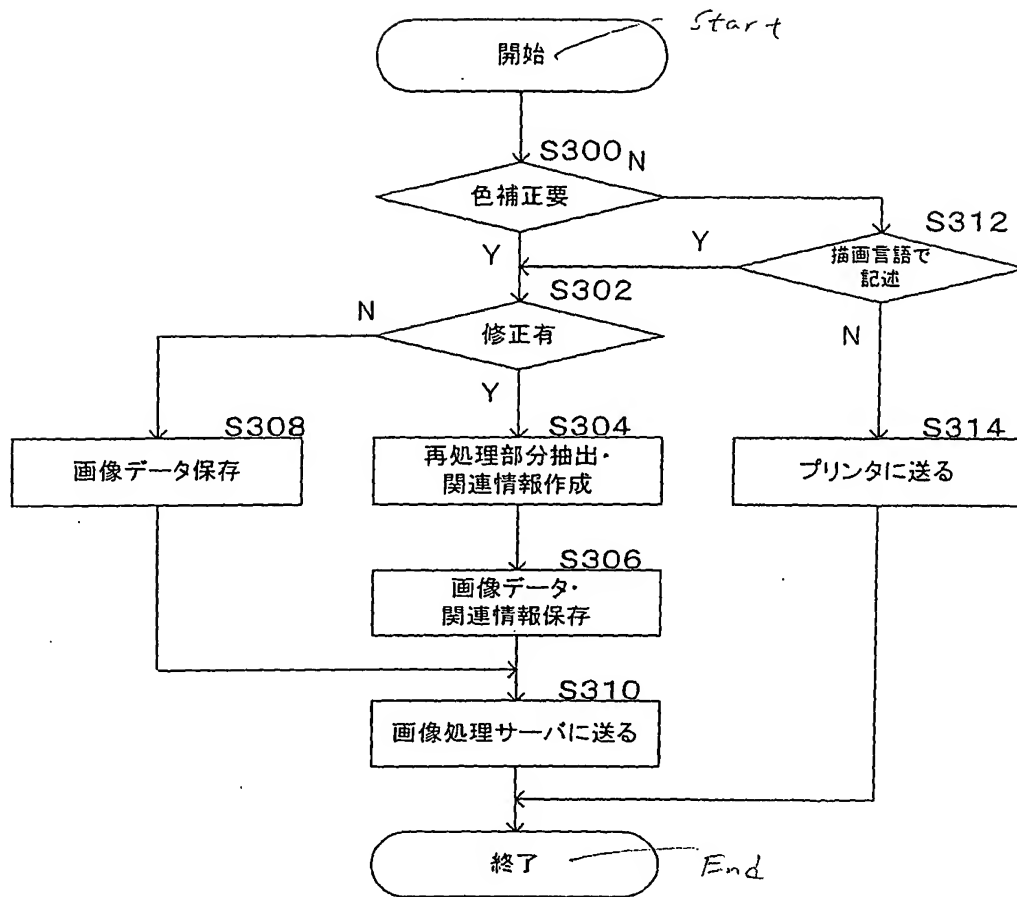 Start
開始
S300 N
色補正要
S312
Y
Y
描画言語で
記述
S302
N
修正有
N
Y
S308
S304
S314
画像データ保存
再処理部分抽出・
関連情報作成
プリンタに送る
S306
画像データ・
関連情報保存
S310
画像処理サーバに送る
終了
End